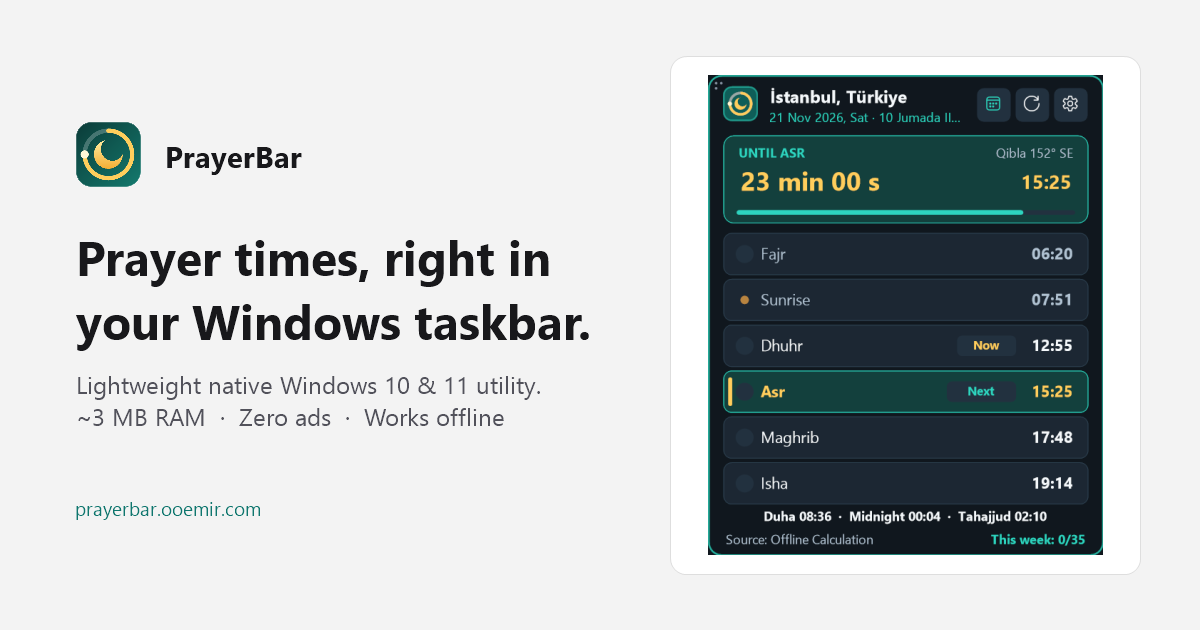 PrayerBar
Prayer times, right in
your Windows taskbar.
Lightweight native Windows 10 & 11 utility.
~3 MB RAM · Zero ads · Works offline
prayerbar.ooemir.com
İstanbul, Türkiye
21 Nov 2026, Sat · 10 Jumada II...
UNTIL ASR Qibla 152° SE
23 min 00 s 15:25
Fajr 06:20
Sunrise 07:51
Dhuhr Now 12:55
Asr Next 15:25
Maghrib 17:48
Isha 19:14
Duha 08:36 · Midnight 00:04 · Tahajjud 02:10
Source: Offline Calculation This week: 0/35